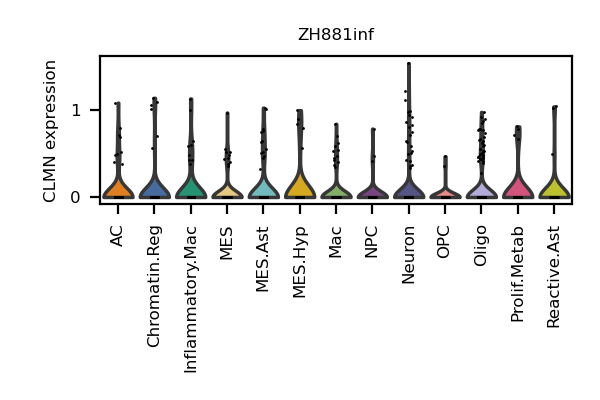 ZH881inf
CLMN expression
1
0
AC
Chromatin.Reg
Inflammatory.Mac
MES
MES.Ast
MES.Hyp
Mac
NPC
Neuron
OPC
Oligo
Prolif.Metab
Reactive.Ast